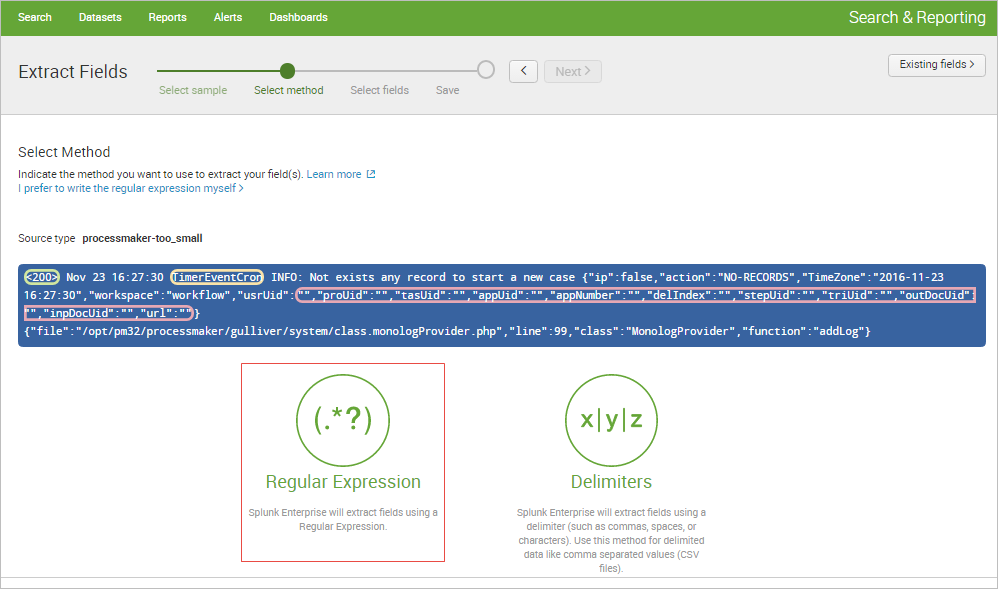 Search Datasets Reports Alerts Dashboards Search & Reporting
Extract Fields Select sample Select method Select fields Save < Next > Existing fields >
Select Method
Indicate the method you want to use to extract your field(s). Learn more
I prefer to write the regular expression myself >
Source type processmaker-too_small
<200> Nov 23 16:27:30 TimerEventCron INFO: Not exists any record to start a new case {"ip":false,"action":"NO-RECORDS","TimeZone":"2016-11-23
16:27:30","workspace":"workflow","usrUid":"","proUid":"","tasUid":"","appUid":"","appNumber":"","delIndex":"","stepUid":"","triUid":"","outDocUid":
"","inpDocUid":"","url":""}
{"file":"/opt/pm32/processmaker/gulliver/system/class.monologProvider.php","line":99,"class":"MonologProvider","function":"addLog"}
(.*?) x|y|z
Regular Expression
Splunk Enterprise will extract fields using a
Regular Expression.
Delimiters
Splunk Enterprise will extract fields using a
delimiter (such as commas, spaces, or
characters). Use this method for delimited
data like comma separated values (CSV
files).